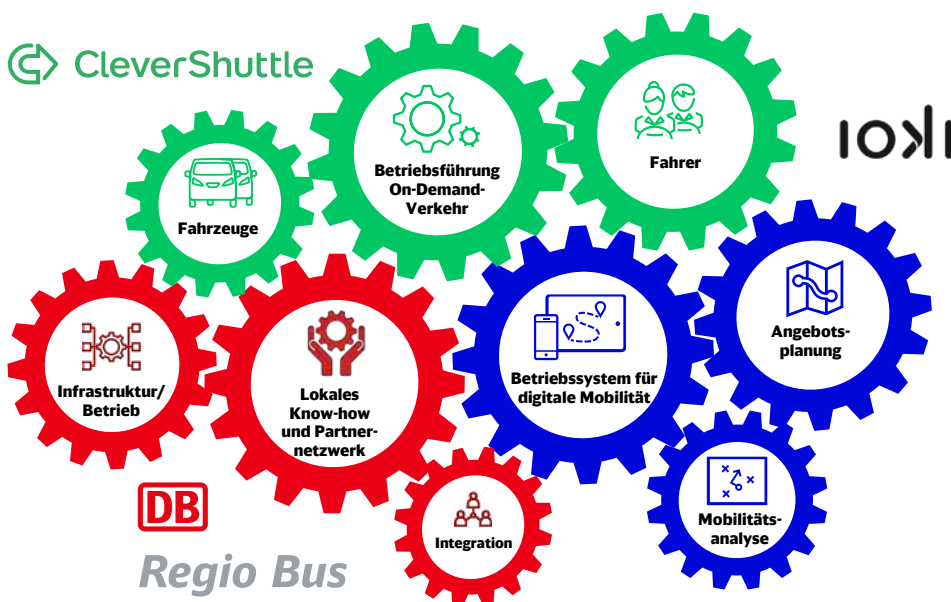 CleverShuttle
ioki
Betriebsführung
On-Demand-
Verkehr
Fahrer
Fahrzeuge
Angebots-
planung
Infrastruktur/
Betrieb
Lokales
Know-how
und Partner-
netzwerk
Betriebssystem für
digitale Mobilität
DB
Regio Bus
Integration
Mobilitäts-
analyse